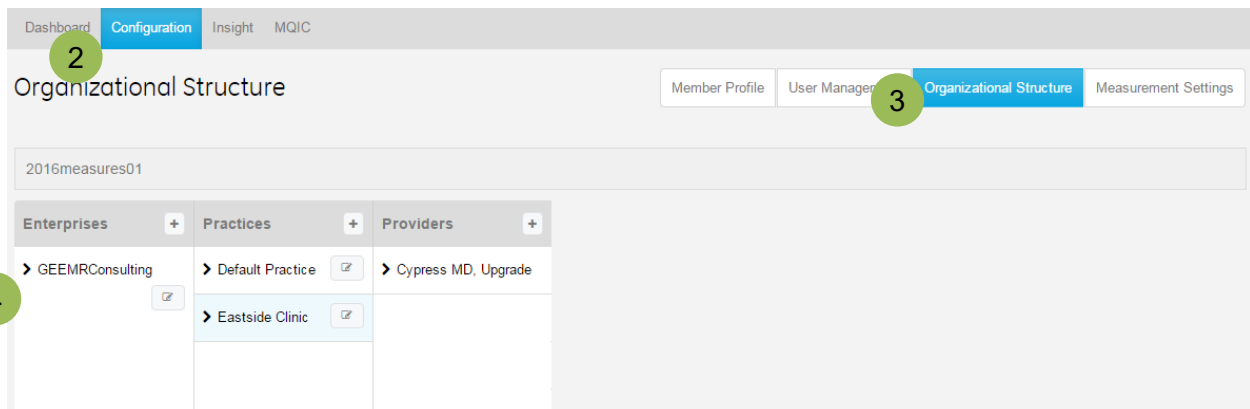 Dashboard Configuration Insight MQIC
2
Organizational Structure
Member Profile User Manage 3 Organizational Structure Measurement Settings
2016measures01
Enterprises + Practices + Providers +
GEEMRConsulting Default Practice Cypress MD, Upgrade
Eastside Clinic